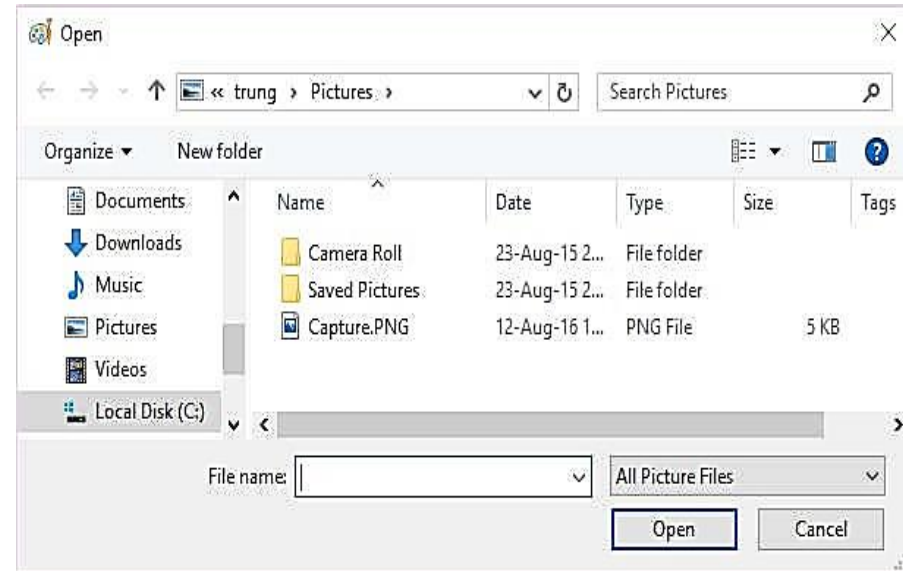 Open
« trung › Pictures ›
Search Pictures
Organize
New folder
Documents
Downloads
Music
Pictures
Videos
Local Disk (C:)
Name Date Type Size Tags
Camera Roll 23-Aug-15 2... File folder
Saved Pictures 23-Aug-15 2... File folder
Capture.PNG 12-Aug-16 1... PNG File 5 KB
File name:
All Picture Files
Open Cancel